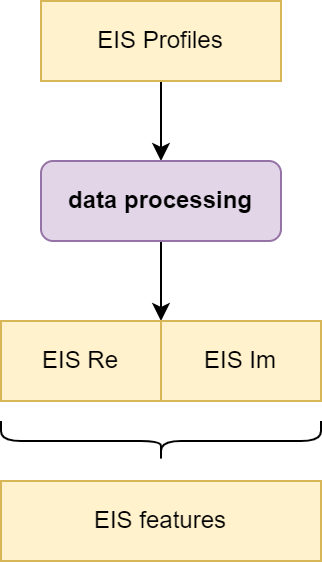 EIS Profiles
data processing
EIS Re
EIS Im
EIS features